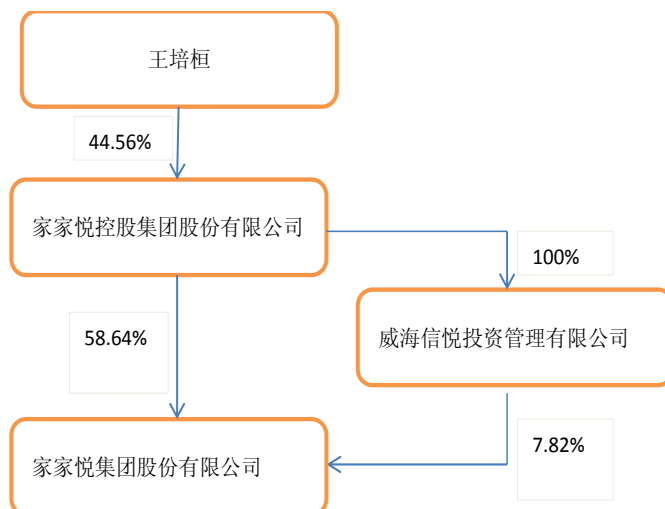 王培桓
44.56%
家家悦控股集团股份有限公司
100%
58.64%
威海信悦投资管理有限公司
家家悦集团股份有限公司
7.82%